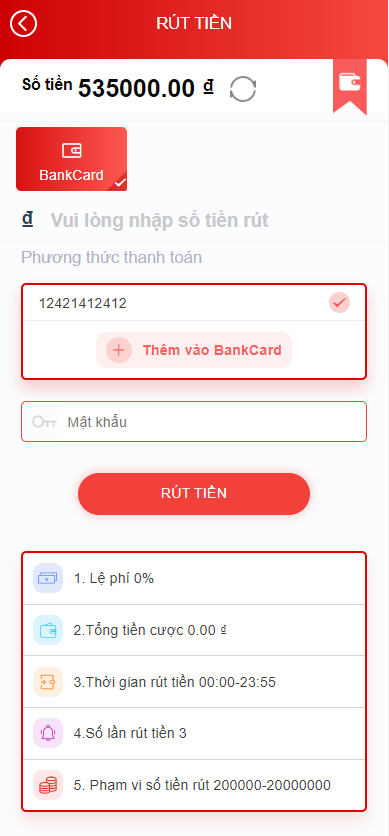 RÚT TIỀN
Số tiền 535000.00 ₫
BankCard
₫ Vui lòng nhập số tiền rút
Phương thức thanh toán
12421412412
Thêm vào BankCard
Mật khẩu
RÚT TIỀN
1. Lệ phí 0%
2.Tổng tiền cược 0.00 ₫
3.Thời gian rút tiền 00:00-23:55
4.Số lần rút tiền 3
5. Phạm vi số tiền rút 200000-20000000